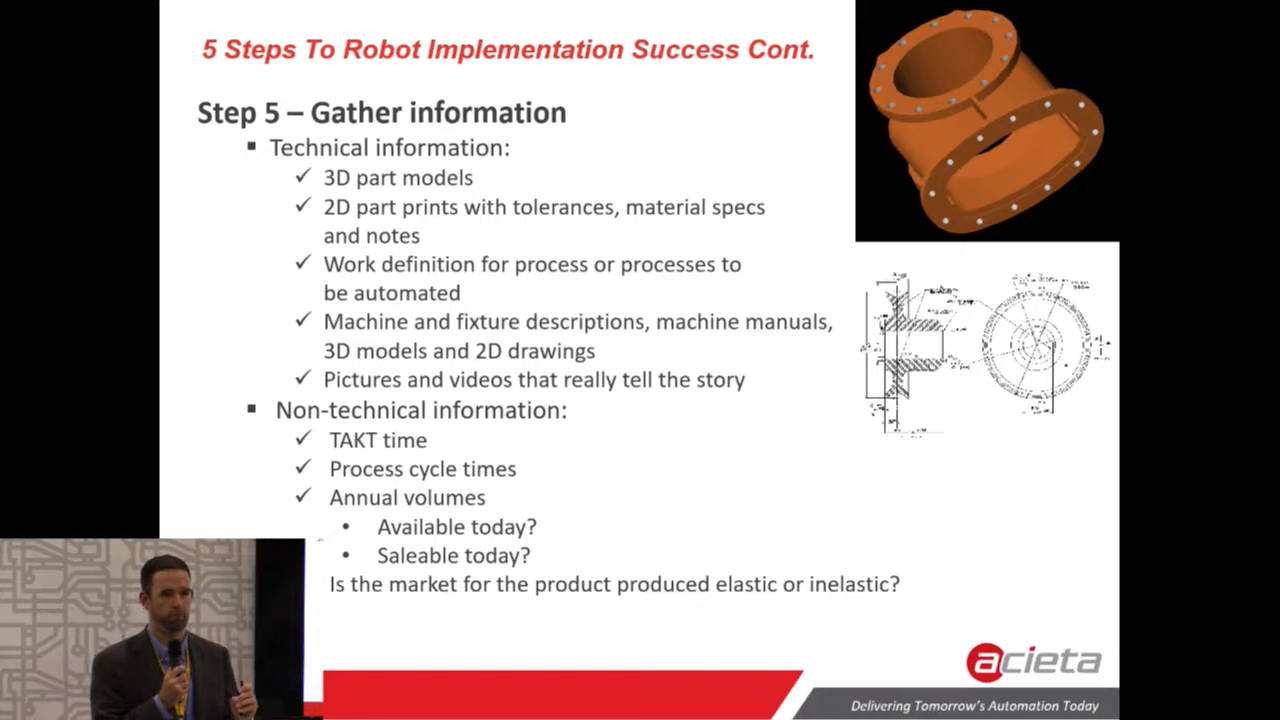 5 Steps To Robot Implementation Success Cont.
Step 5 – Gather information
Technical information:
3D part models
2D part prints with tolerances, material specs
and notes
Work definition for process or processes to
be automated
Machine and fixture descriptions, machine manuals,
3D models and 2D drawings
Pictures and videos that really tell the story
Non-technical information:
TAKT time
Process cycle times
Annual volumes
Available today?
Saleable today?
Is the market for the product produced elastic or inelastic?
acieta
Delivering Tomorrow's Automation Today